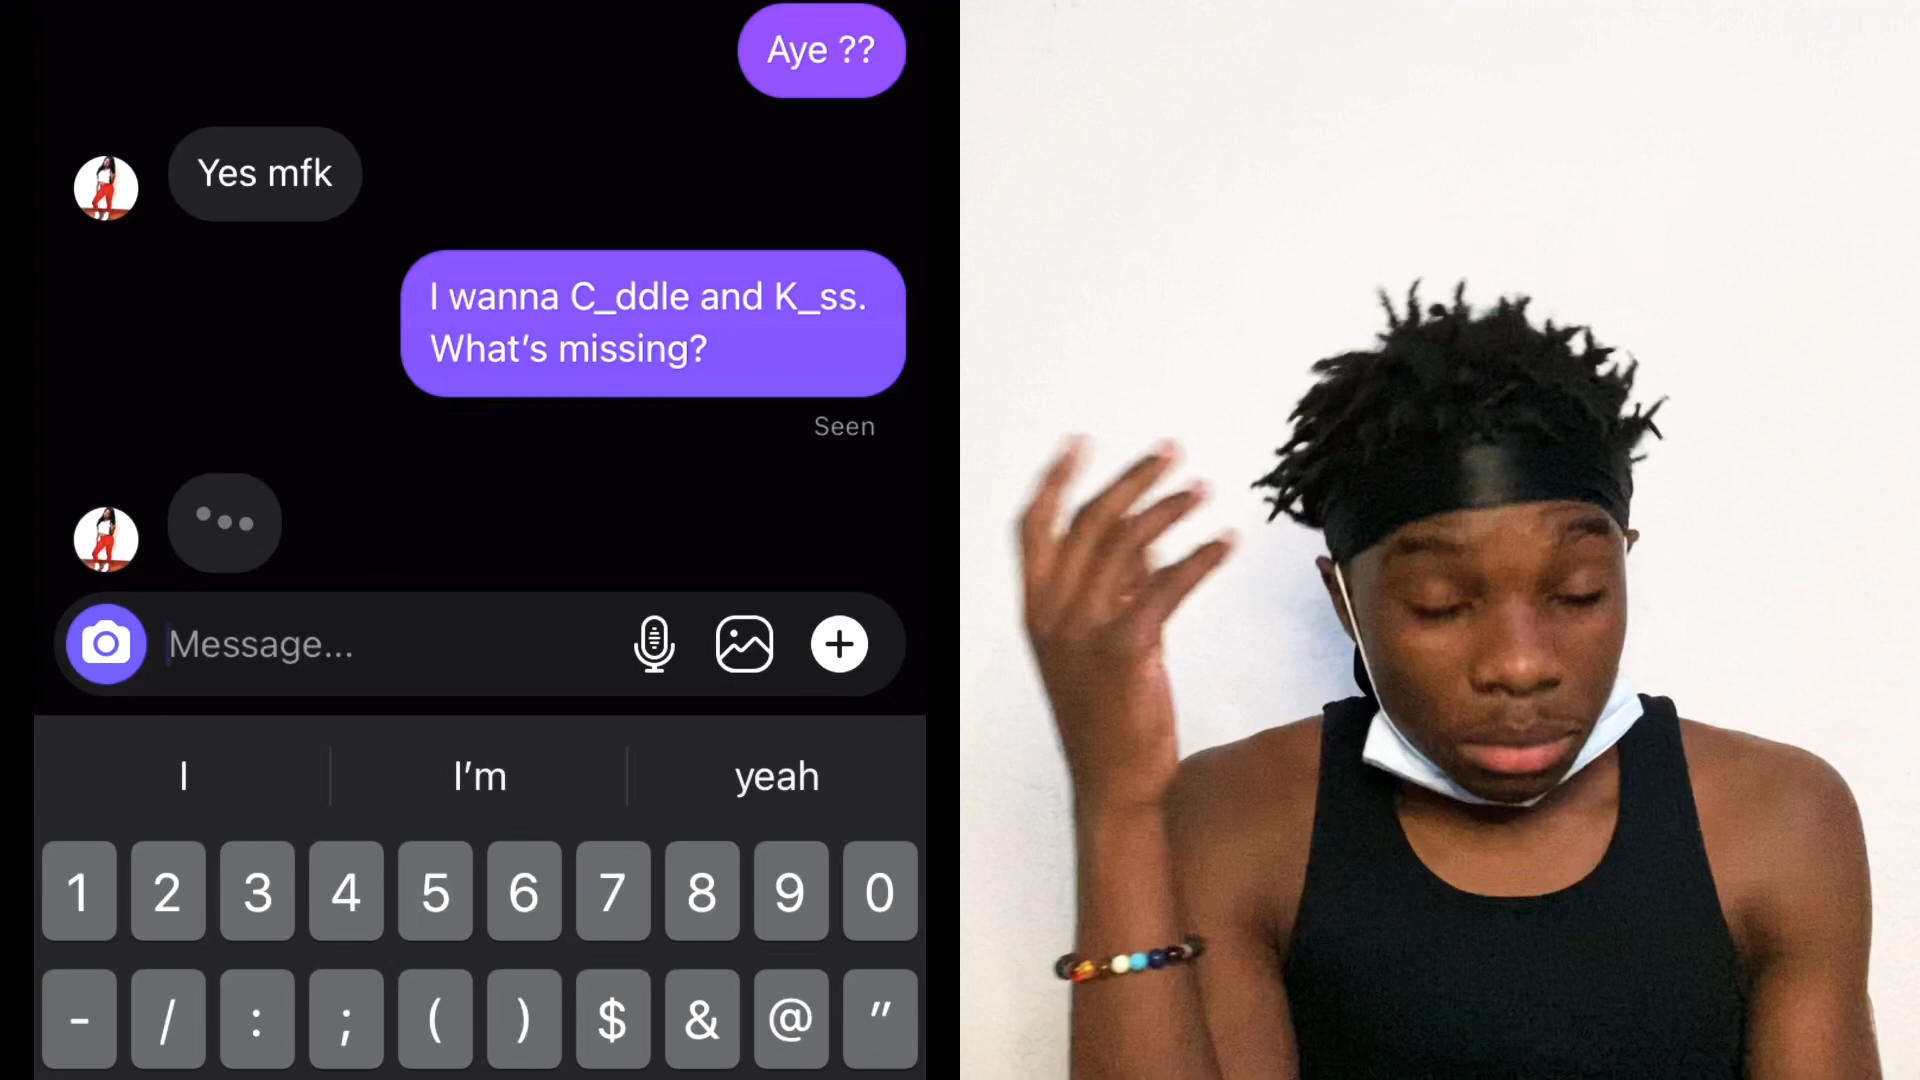 Aye ??
Yes mfk
I wanna C_ddle and K_ss.
What’s missing?
Seen
Message...
I I’m yeah
1 2 3 4 5 6 7 8 9 0
- / : ; ( ) $ & @ ”